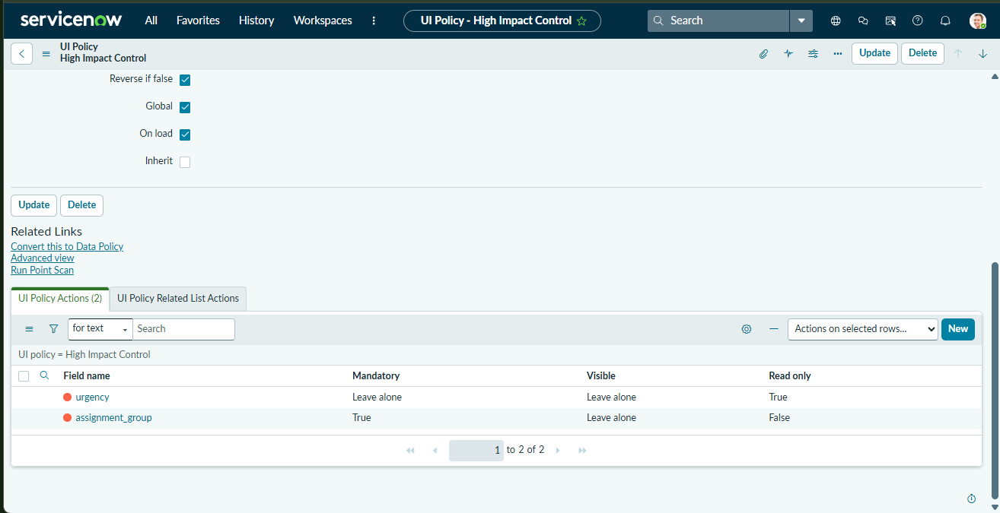 servicenow All Favorites History Workspaces UI Policy - High Impact Control Search
UI Policy
High Impact Control
Update Delete
Reverse if false
Global
On load
Inherit
Update Delete
Related Links
Convert this to Data Policy
Advanced view
Run Point Scan
UI Policy Actions (2) UI Policy Related List Actions
for text Search Actions on selected rows... New
UI policy = High Impact Control
Field name Mandatory Visible Read only
urgency Leave alone Leave alone True
assignment_group True Leave alone False
1 to 2 of 2